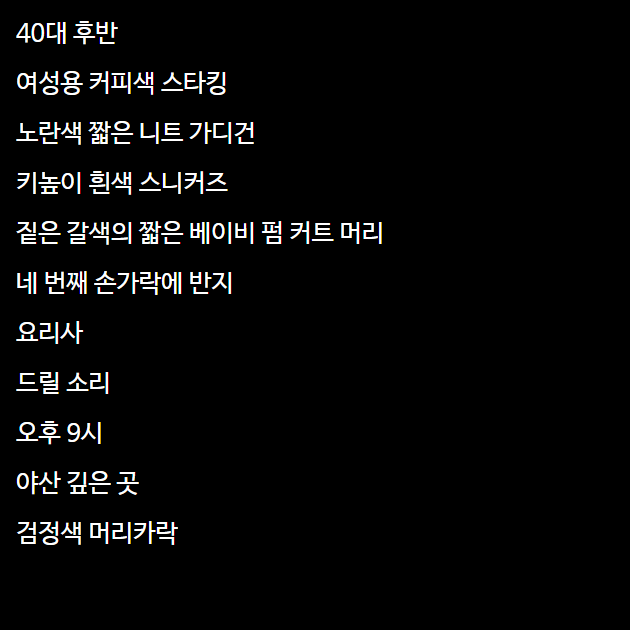 40대 후반
여성용 커피색 스타킹
노란색 짧은 니트 가디건
키높이 흰색 스니커즈
짙은 갈색의 짧은 베이비 펌 커트 머리
네 번째 손가락에 반지
요리사
드릴 소리
오후 9시
야산 깊은 곳
검정색 머리카락